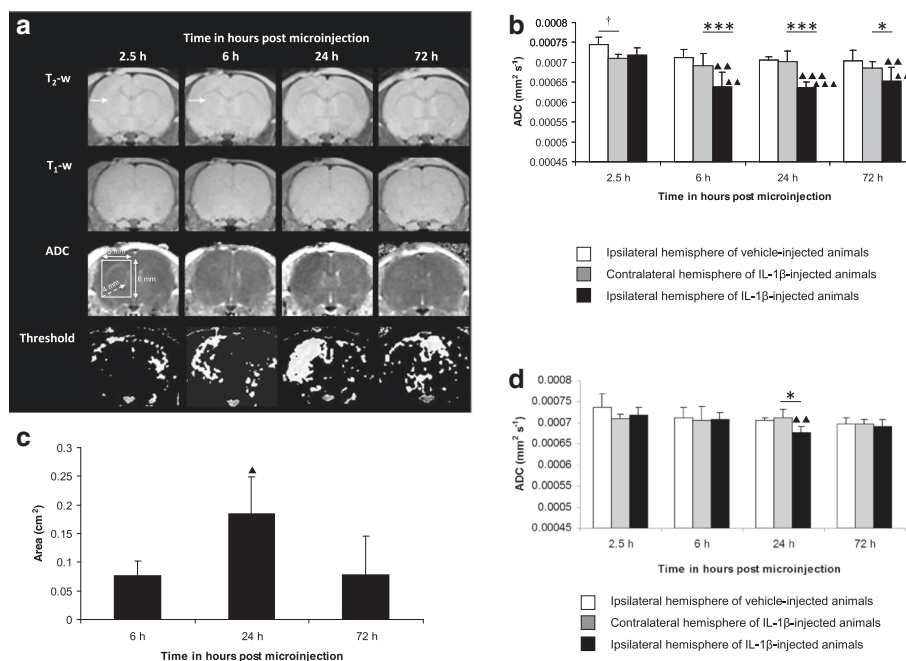 a
Time in hours post microinjection
2.5 h 6 h 24 h 72 h
T2-w
T1-w
ADC
6 mm
4 mm
Threshold
b
ADC (mm² s⁻¹)
0.0008
0.00075
0.0007
0.00065
0.0006
0.00055
0.0005
0.00045
† *** *** *
▲▲ ▲▲▲ ▲▲
▲▲ ▲▲▲ ▲▲
2.5 h 6 h 24 h 72 h
Time in hours post microinjection
Ipsilateral hemisphere of vehicle-injected animals
Contralateral hemisphere of IL-1β-injected animals
Ipsilateral hemisphere of IL-1β-injected animals
c
Area (cm²)
0.3
0.25
0.2
0.15
0.1
0.05
0
▲
6 h 24 h 72 h
Time in hours post microinjection
d
ADC (mm² s⁻¹)
0.0008
0.00075
0.0007
0.00065
0.0006
0.00055
0.0005
0.00045
*
▲▲
2.5 h 6 h 24 h 72 h
Time in hours post microinjection
Ipsilateral hemisphere of vehicle-injected animals
Contralateral hemisphere of IL-1β-injected animals
Ipsilateral hemisphere of IL-1β-injected animals